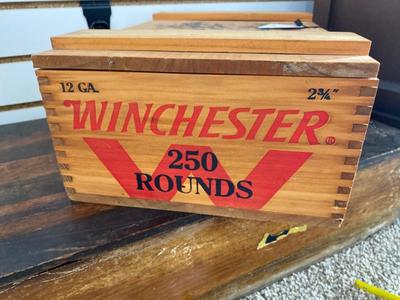 12 GA. 2¾"
WINCHESTER®
250
ROUNDS